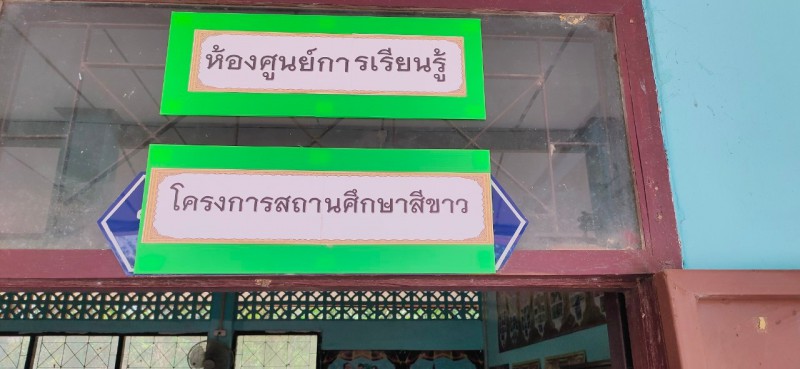 ห้องศูนย์การเรียนรู้
โครงการสถานศึกษาสีขาว